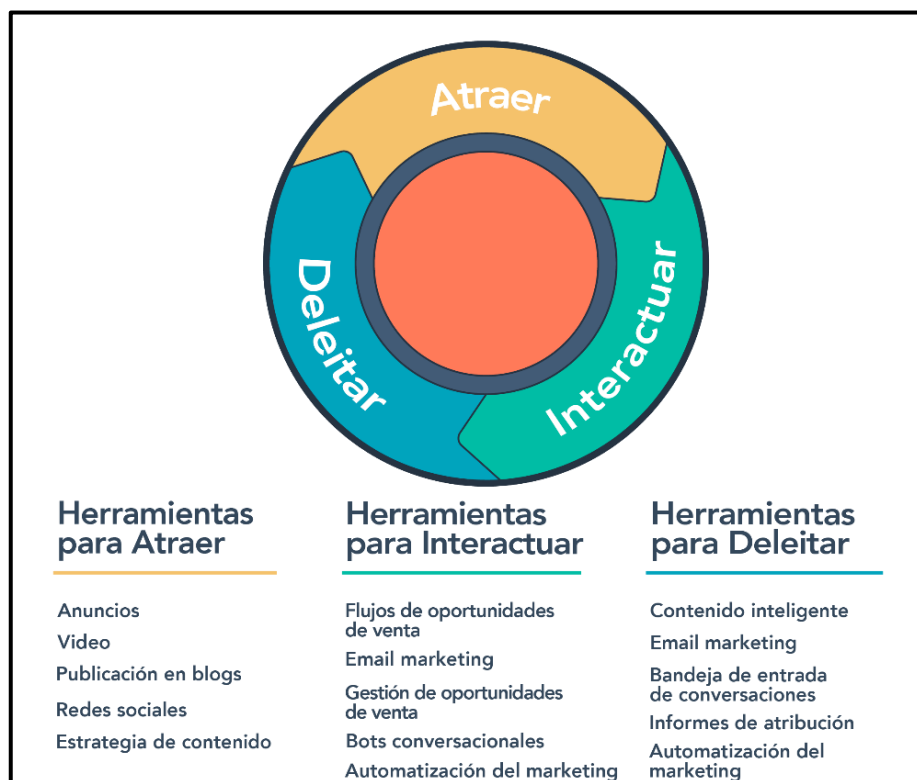 Atraer
Interactuar
Deleitar
Herramientas
para Atraer
Anuncios
Video
Publicación en blogs
Redes sociales
Estrategia de contenido
Herramientas
para Interactuar
Flujos de oportunidades
de venta
Email marketing
Gestión de oportunidades
de venta
Bots conversacionales
Automatización del marketing
Herramientas
para Deleitar
Contenido inteligente
Email marketing
Bandeja de entrada
de conversaciones
Informes de atribución
Automatización del
marketing